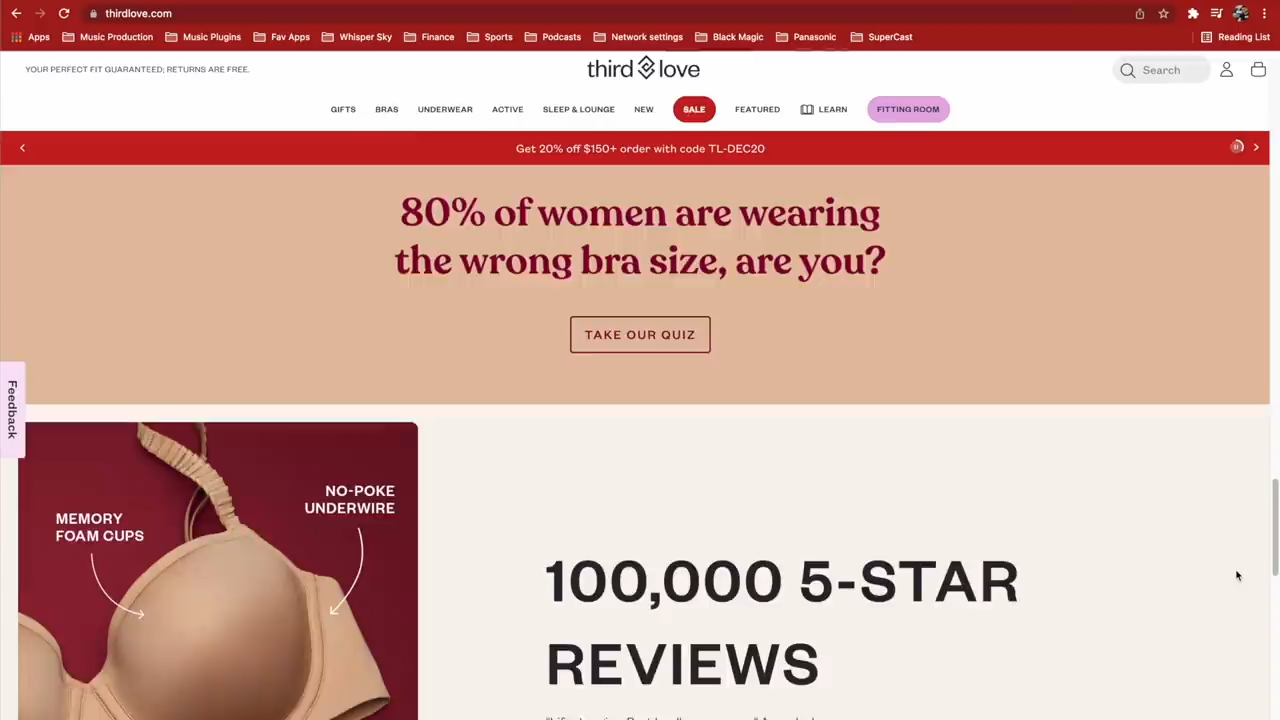 thirdlove.com
Apps Music Production Music Plugins Fav Apps Whisper Sky Finance Sports Podcasts Network settings Black Magic Panasonic SuperCast Reading List
YOUR PERFECT FIT GUARANTEED; RETURNS ARE FREE.
third love
Search
GIFTS BRAS UNDERWEAR ACTIVE SLEEP & LOUNGE NEW SALE FEATURED LEARN FITTING ROOM
Get 20% off $150+ order with code TL-DEC20
80% of women are wearing
the wrong bra size, are you?
TAKE OUR QUIZ
Feedback
NO-POKE
UNDERWIRE
MEMORY
FOAM CUPS
100,000 5-STAR
REVIEWS